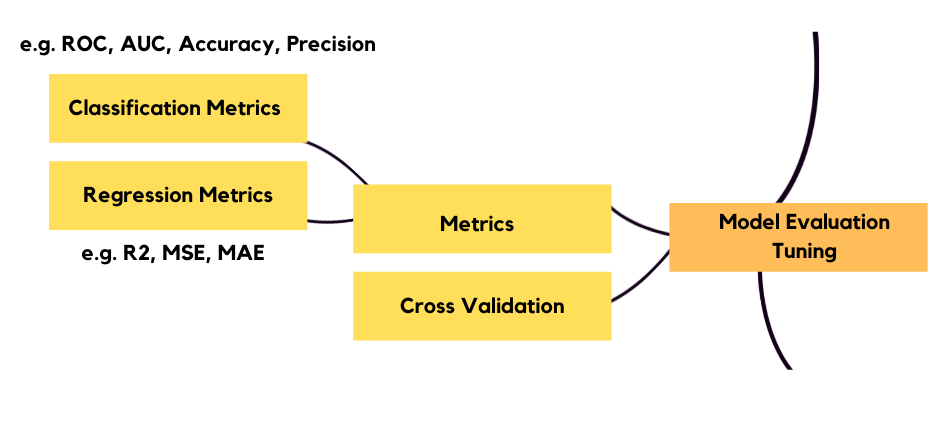 e.g. ROC, AUC, Accuracy, Precision
Classification Metrics
Regression Metrics
e.g. R2, MSE, MAE
Metrics
Cross Validation
Model Evaluation
Tuning